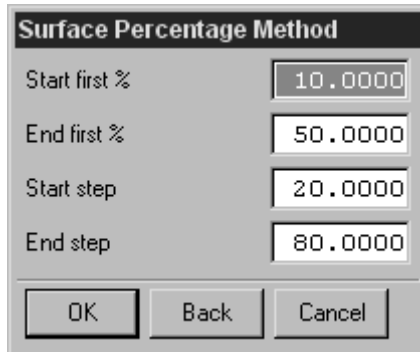 Surface Percentage Method
Start first % 10.0000
End first % 50.0000
Start step 20.0000
End step 80.0000
OK Back Cancel